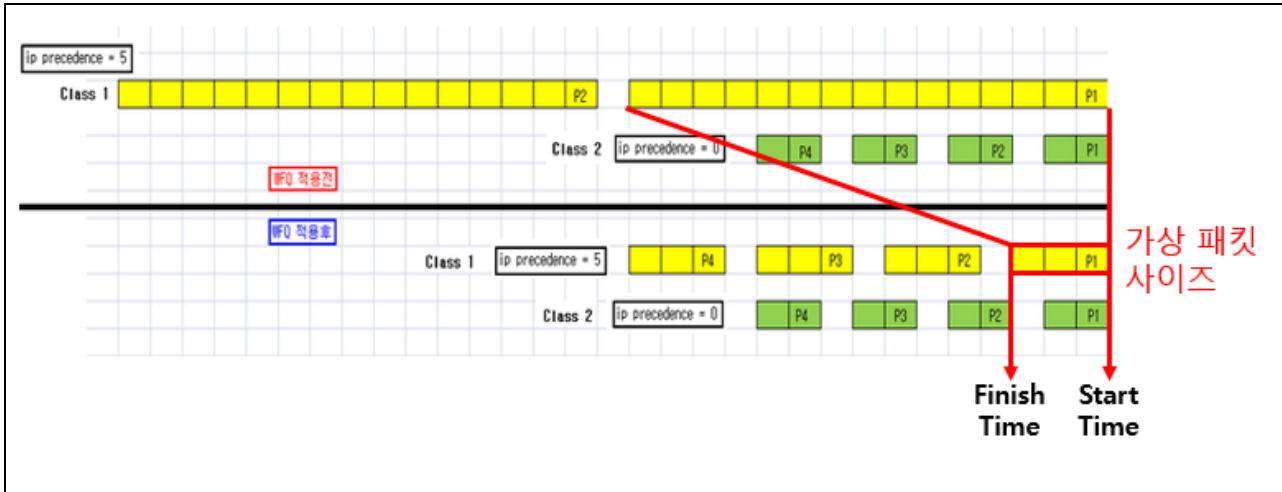 ip precedence = 5
Class 1 P2 P1
Class 2 ip precedence = 0 P4 P3 P2 P1
WFQ 적용전
WFQ 적용후
Class 1 ip precedence = 5 P4 P3 P2 P1
가상 패킷
사이즈
Class 2 ip precedence = 0 P4 P3 P2 P1
Finish Start
Time Time